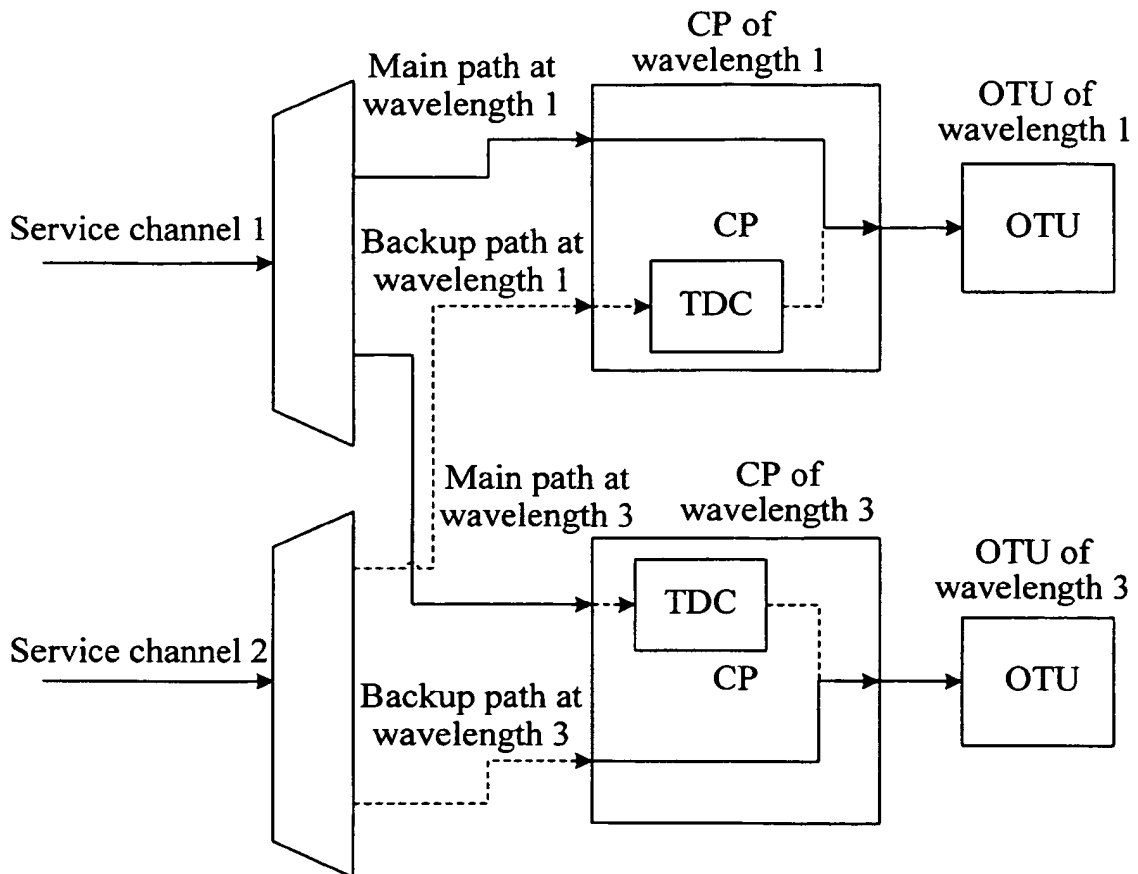 CP of
wavelength 1
Main path at
wavelength 1
OTU of
wavelength 1
Service channel 1
Backup path at
wavelength 1
CP
TDC
OTU
Main path at
wavelength 3
CP of
wavelength 3
OTU of
wavelength 3
TDC
Service channel 2
CP
OTU
Backup path at
wavelength 3